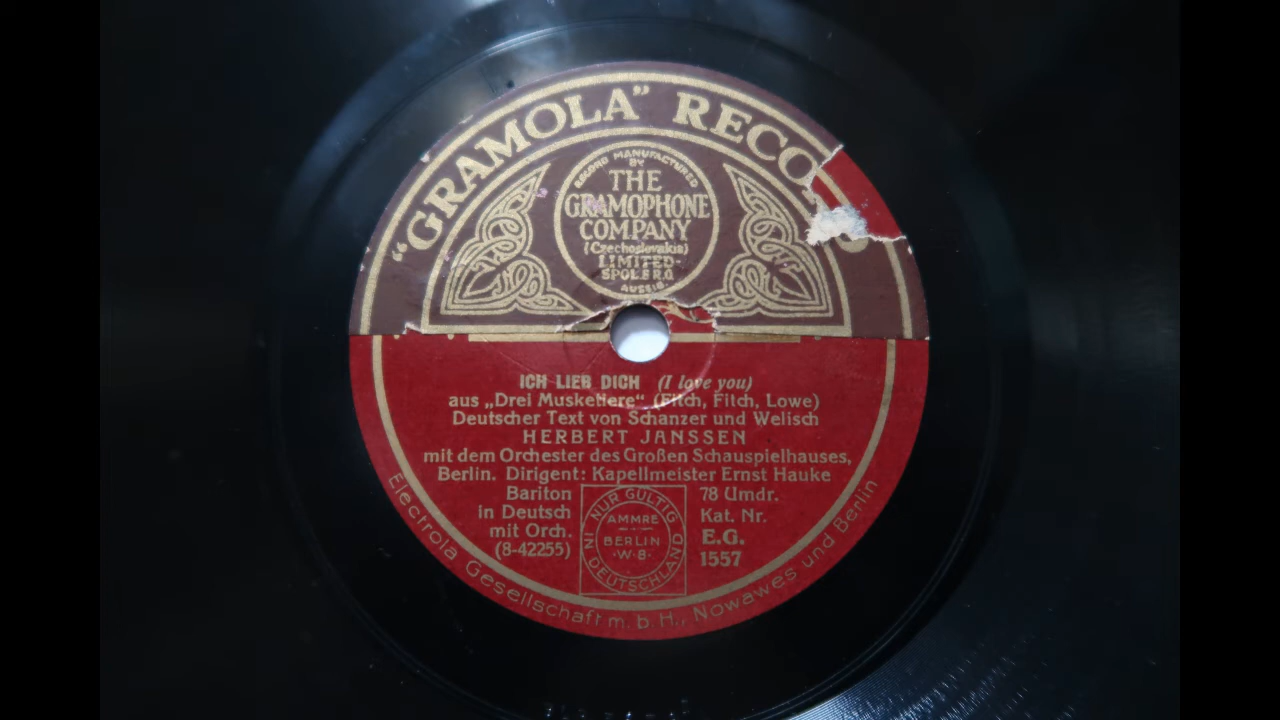 "GRAMOLA" RECO
RECORD MANUFACTURED
BY
THE
GRAMOPHONE
COMPANY
(Czechoslovakia)
LIMITED-
SPOL.S R.O.
AUSSIG.
ICH LIEB DICH (I love you)
aus „Drei Musketiere“ (Fitch, Fitch, Lowe)
Deutscher Text von Schanzer und Welisch
HERBERT JANSSEN
mit dem Orchester des Großen Schauspielhauses,
Berlin. Dirigent: Kapellmeister Ernst Hauke
Bariton
in Deutsch
mit Orch.
(8-42255)
NUR GÜLTIG
IN DEUTSCHLAND
AMMRE
BERLIN
·W·8·
78 Umdr.
Kat. Nr.
E.G.
1557
Electrola Gesellschaft m. b. H., Nowawes und Berlin